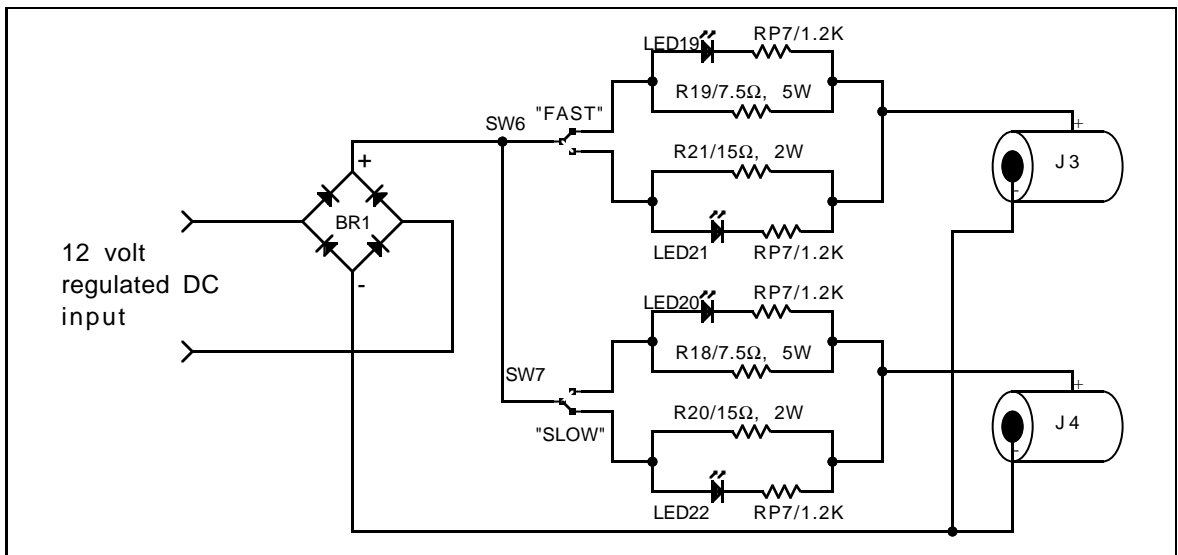 LED19
RP7/1.2K
R19/7.5Ω, 5W
"FAST"
SW6
+
J3
-
R21/15Ω, 2W
LED21
RP7/1.2K
+
BR1
-
12 volt
regulated DC
input
LED20
RP7/1.2K
R18/7.5Ω, 5W
SW7
"SLOW"
+
J4
-
R20/15Ω, 2W
LED22
RP7/1.2K